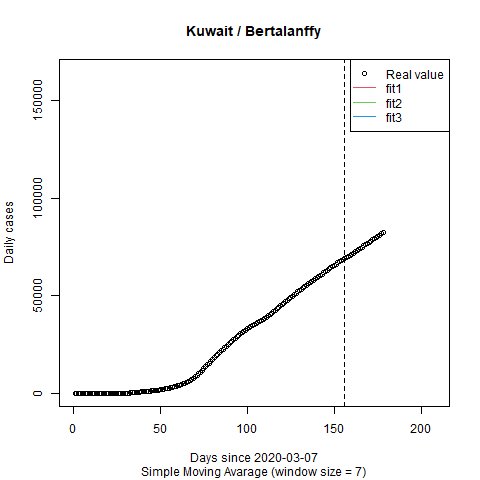 Kuwait / Bertalanffy
Real value
fit1
fit2
fit3
Daily cases
150000
100000
50000
0
0 50 100 150 200
Days since 2020-03-07
Simple Moving Avarage (window size = 7)